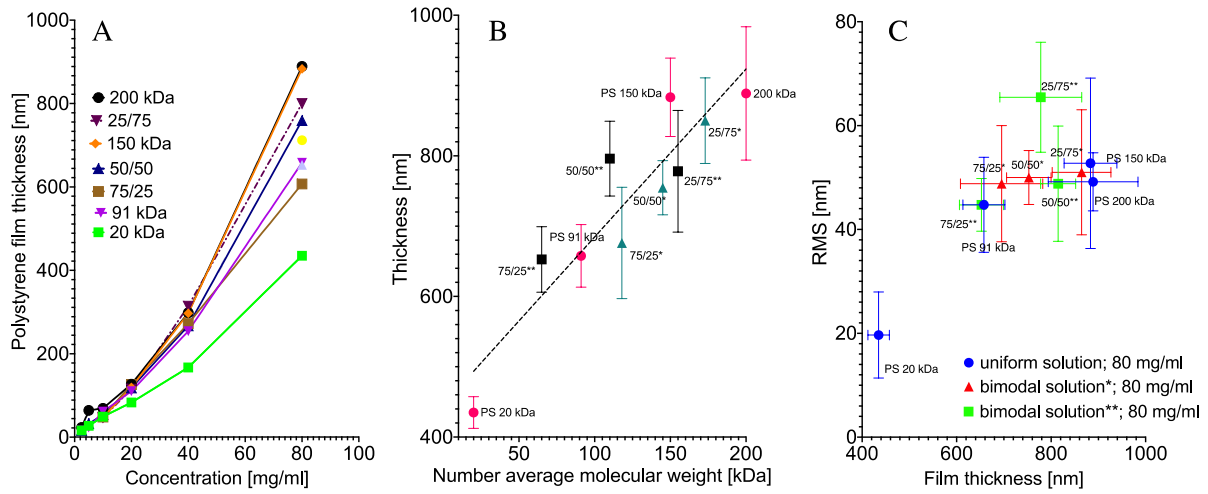 A
Polystyrene film thickness [nm]
1000
800
600
400
200
0
200 kDa
25/75
150 kDa
50/50
75/25
91 kDa
20 kDa
0 20 40 60 80 100
Concentration [mg/ml]
B
Thickness [nm]
1000
800
600
400
PS 150 kDa
200 kDa
50/50**
25/75*
25/75**
50/50*
PS 91 kDa
75/25**
75/25*
PS 20 kDa
0 50 100 150 200
Number average molecular weight [kDa]
C
RMS [nm]
80
60
40
20
0
25/75**
25/75*
PS 150 kDa
75/25*
50/50*
50/50**
PS 200 kDa
75/25**
PS 91 kDa
PS 20 kDa
uniform solution; 80 mg/ml
bimodal solution*; 80 mg/ml
bimodal solution**; 80 mg/ml
400 600 800 1000
Film thickness [nm]